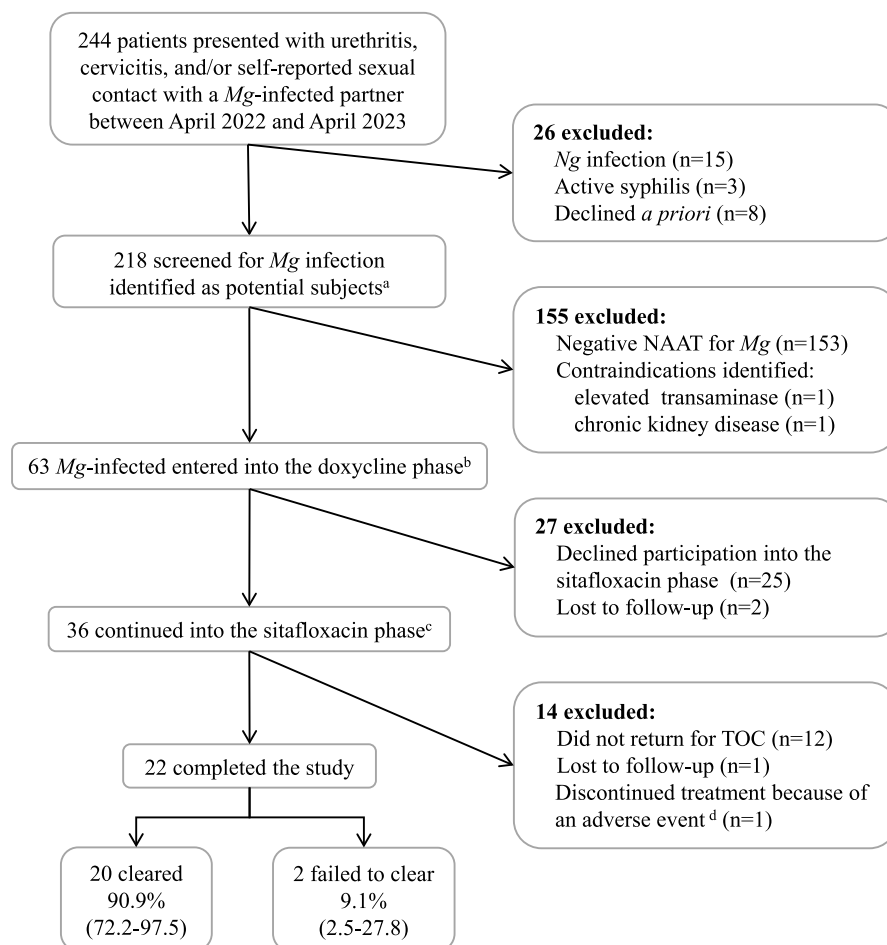 244 patients presented with urethritis,
cervicitis, and/or self-reported sexual
contact with a Mg-infected partner
between April 2022 and April 2023
26 excluded:
Ng infection (n=15)
Active syphilis (n=3)
Declined a priori (n=8)
218 screened for Mg infection
identified as potential subjectsᵃ
155 excluded:
Negative NAAT for Mg (n=153)
Contraindications identified:
elevated transaminase (n=1)
chronic kidney disease (n=1)
63 Mg-infected entered into the doxycline phaseᵇ
27 excluded:
Declined participation into the
sitafloxacin phase (n=25)
Lost to follow-up (n=2)
36 continued into the sitafloxacin phaseᶜ
14 excluded:
Did not return for TOC (n=12)
Lost to follow-up (n=1)
Discontinued treatment because of
an adverse event ᵈ (n=1)
22 completed the study
20 cleared
90.9%
(72.2-97.5)
2 failed to clear
9.1%
(2.5-27.8)